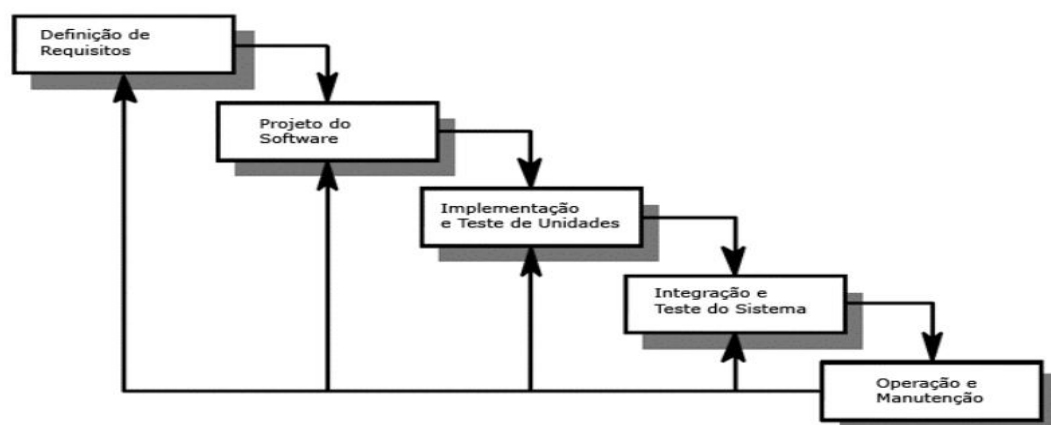 Definição de
Requisitos
Projeto do
Software
Implementação
e Teste de Unidades
Integração e
Teste do Sistema
Operação e
Manutenção